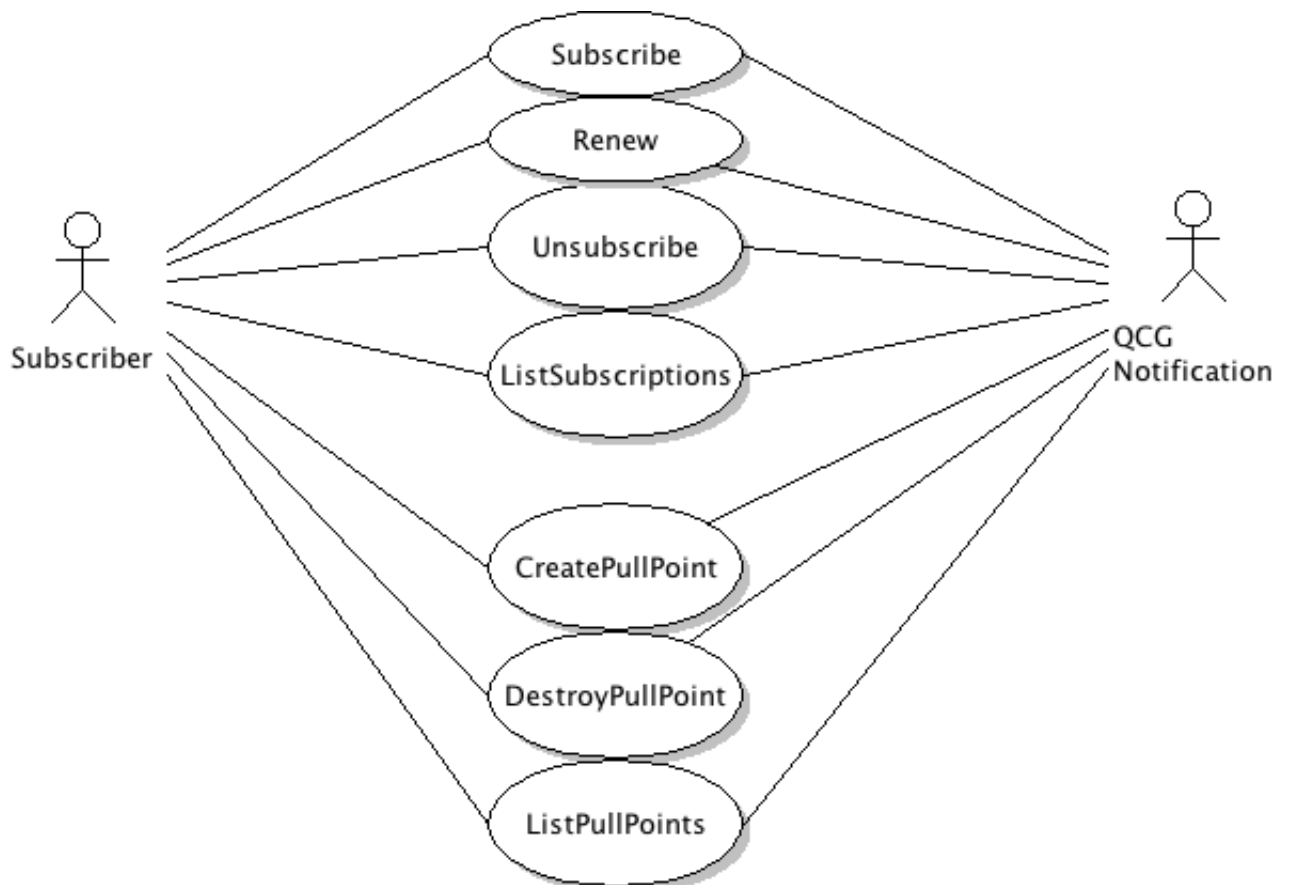 Subscribe
Renew
Unsubscribe
Subscriber
ListSubscriptions
QCG
Notification
CreatePullPoint
DestroyPullPoint
ListPullPoints